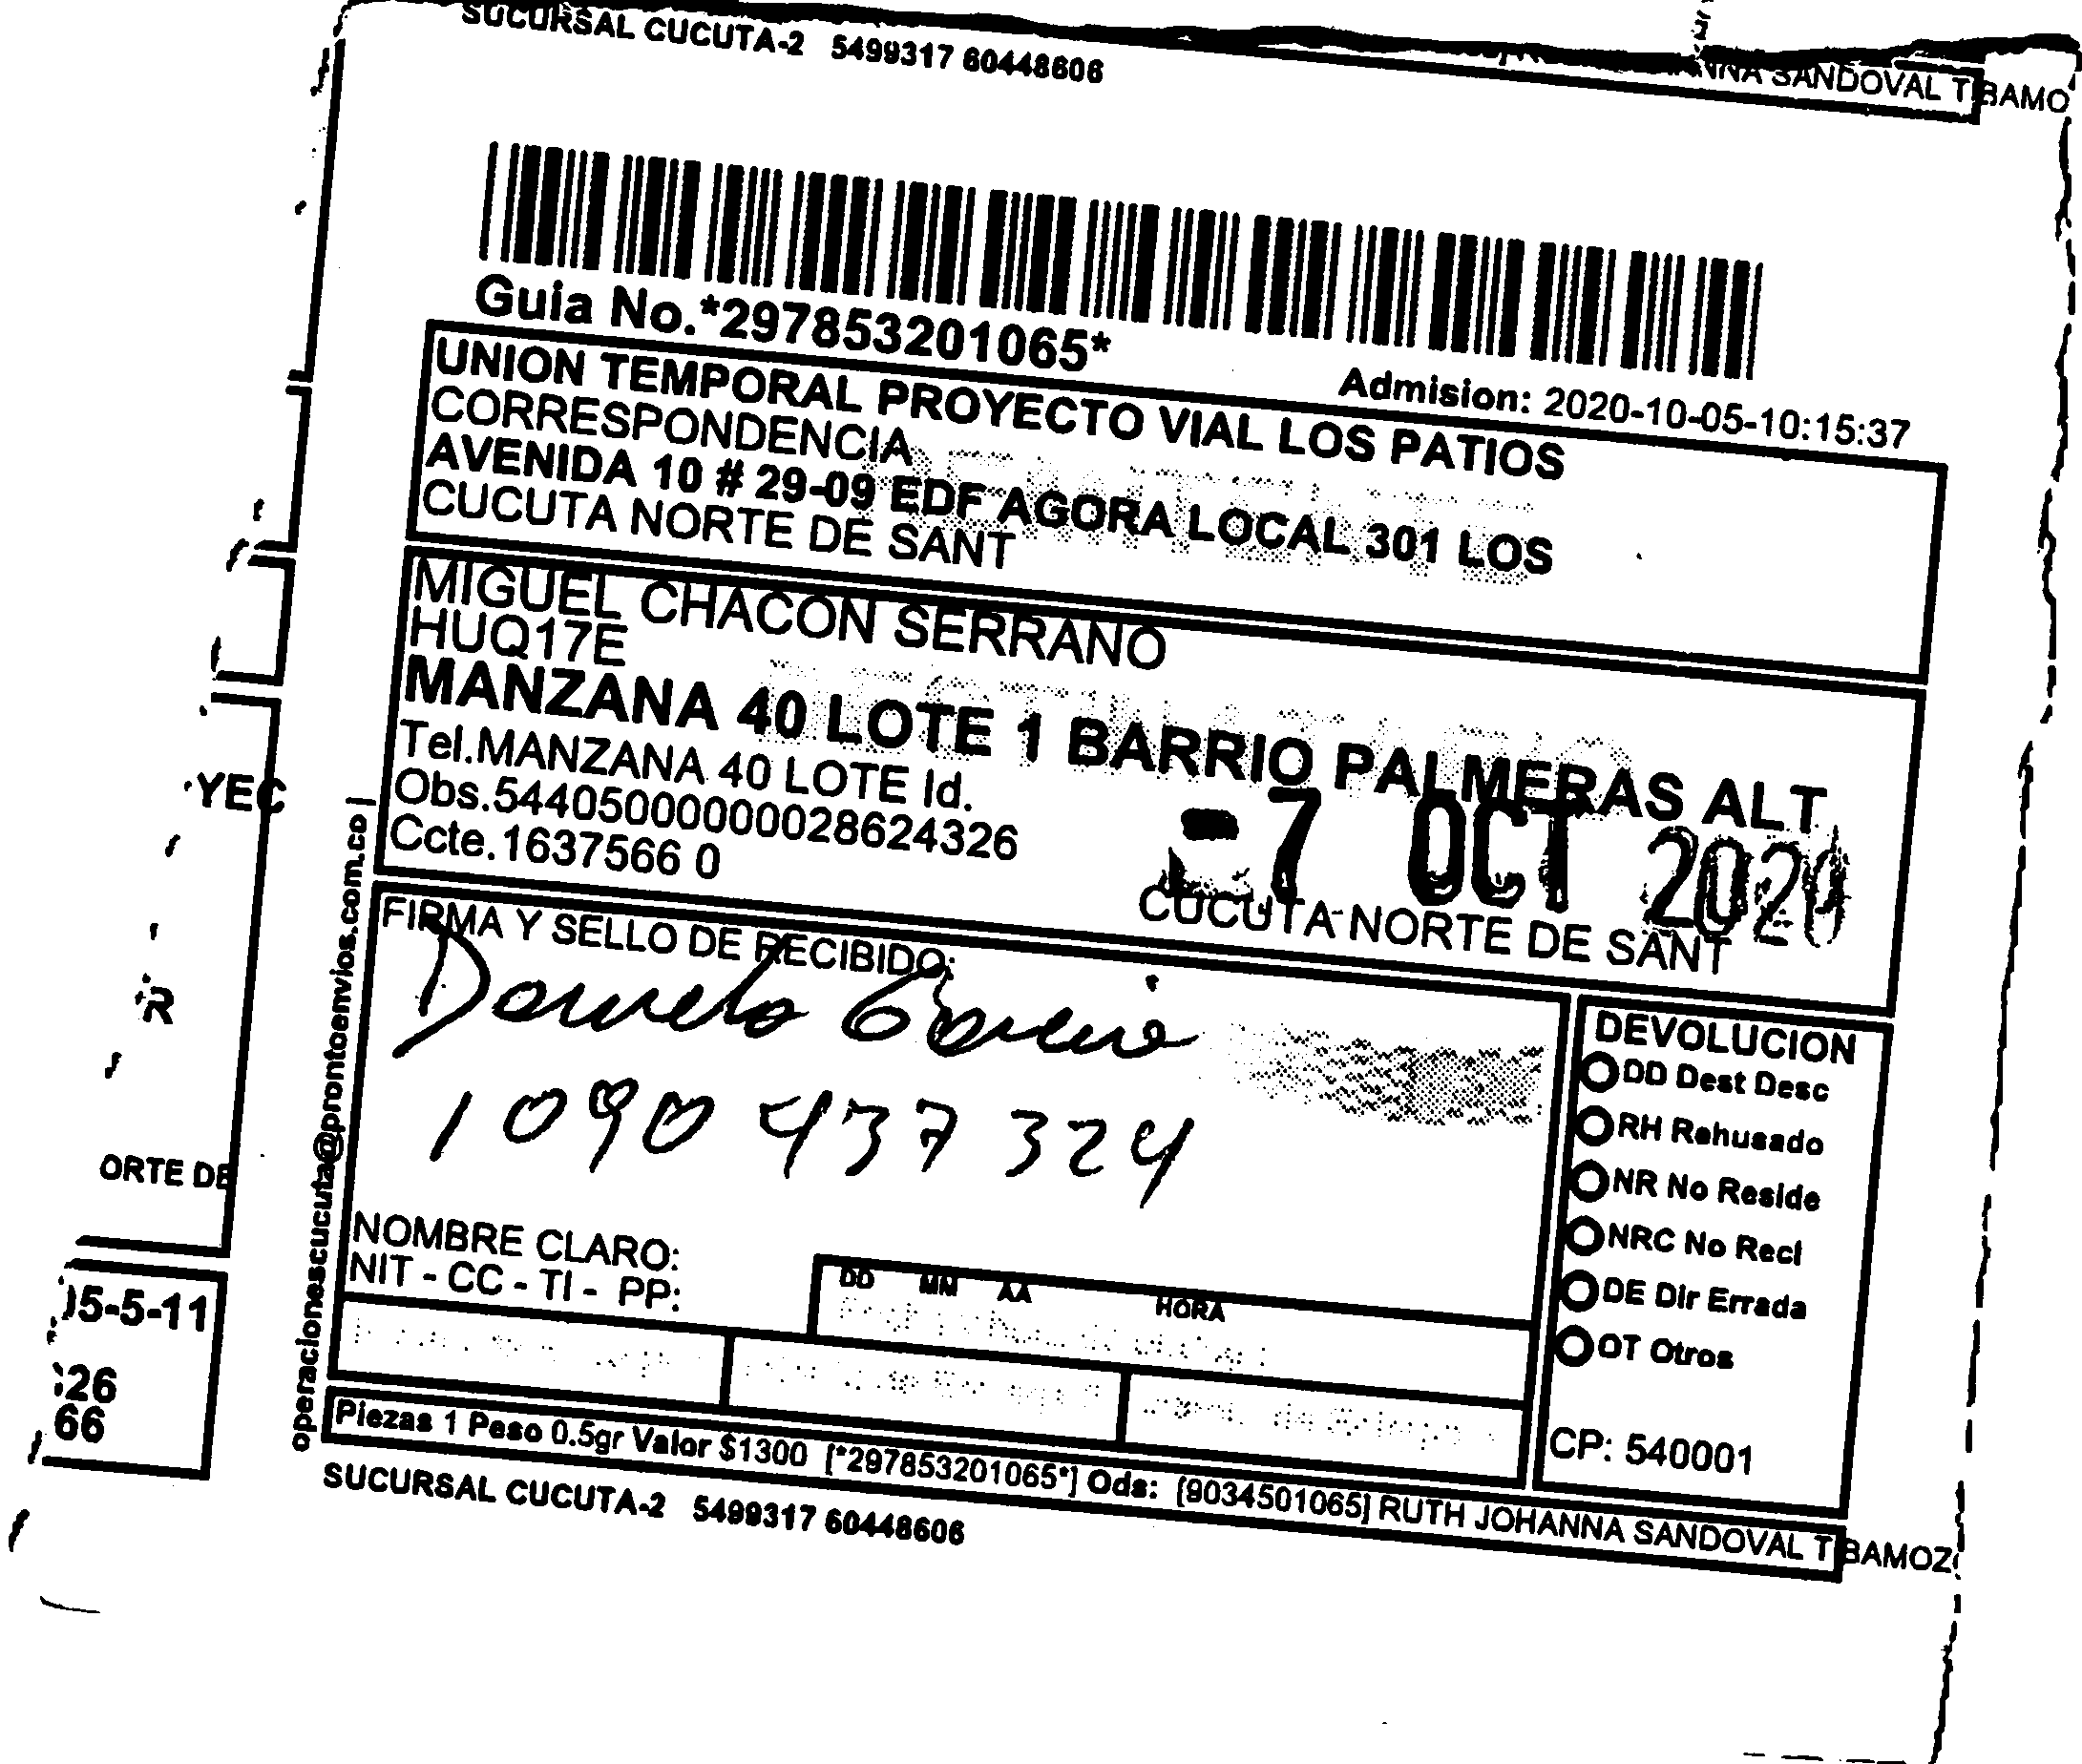 SUCURSAL CUCUTA-2 5499317 60448606
SANDOVAL TIBAMO
Guia No.*297853201065*
Admision: 2020-10-05-10:15:37
UNION TEMPORAL PROYECTO VIAL LOS PATIOS
CORRESPONDENCIA
AVENIDA 10 # 29-09 EDF AGORA LOCAL 301 LOS
CUCUTA NORTE DE SANT
REMITENTE
MIGUEL CHACON SERRANO
HUQ17E
MANZANA 40 LOTE 1 BARRIO PALMERAS ALT
Tel.MANZANA 40 LOTE Id.
Obs.544050000000028624326
Ccte.1637566 0
-7 OCT 2020
CUCUTA-NORTE DE SANT
FIRMA Y SELLO DE RECIBIDO:
1090 437 324
NOMBRE CLARO:
NIT - CC - TI - PP:
DD MM AA HORA
DEVOLUCION
DD Dest Desc
RH Rehusado
NR No Reside
NRC No Recl
DE Dir Errada
OT Otros
CP: 540001
Piezas 1 Peso 0.5gr Valor $1300 [*297853201065*] Ods: [9034501065] RUTH JOHANNA SANDOVAL TIBAMOZ
SUCURSAL CUCUTA-2 5499317 60448606
operacionescucuta@prontoenvios.com.co |
YEC
R
ORTE DE
05-5-11
26
66